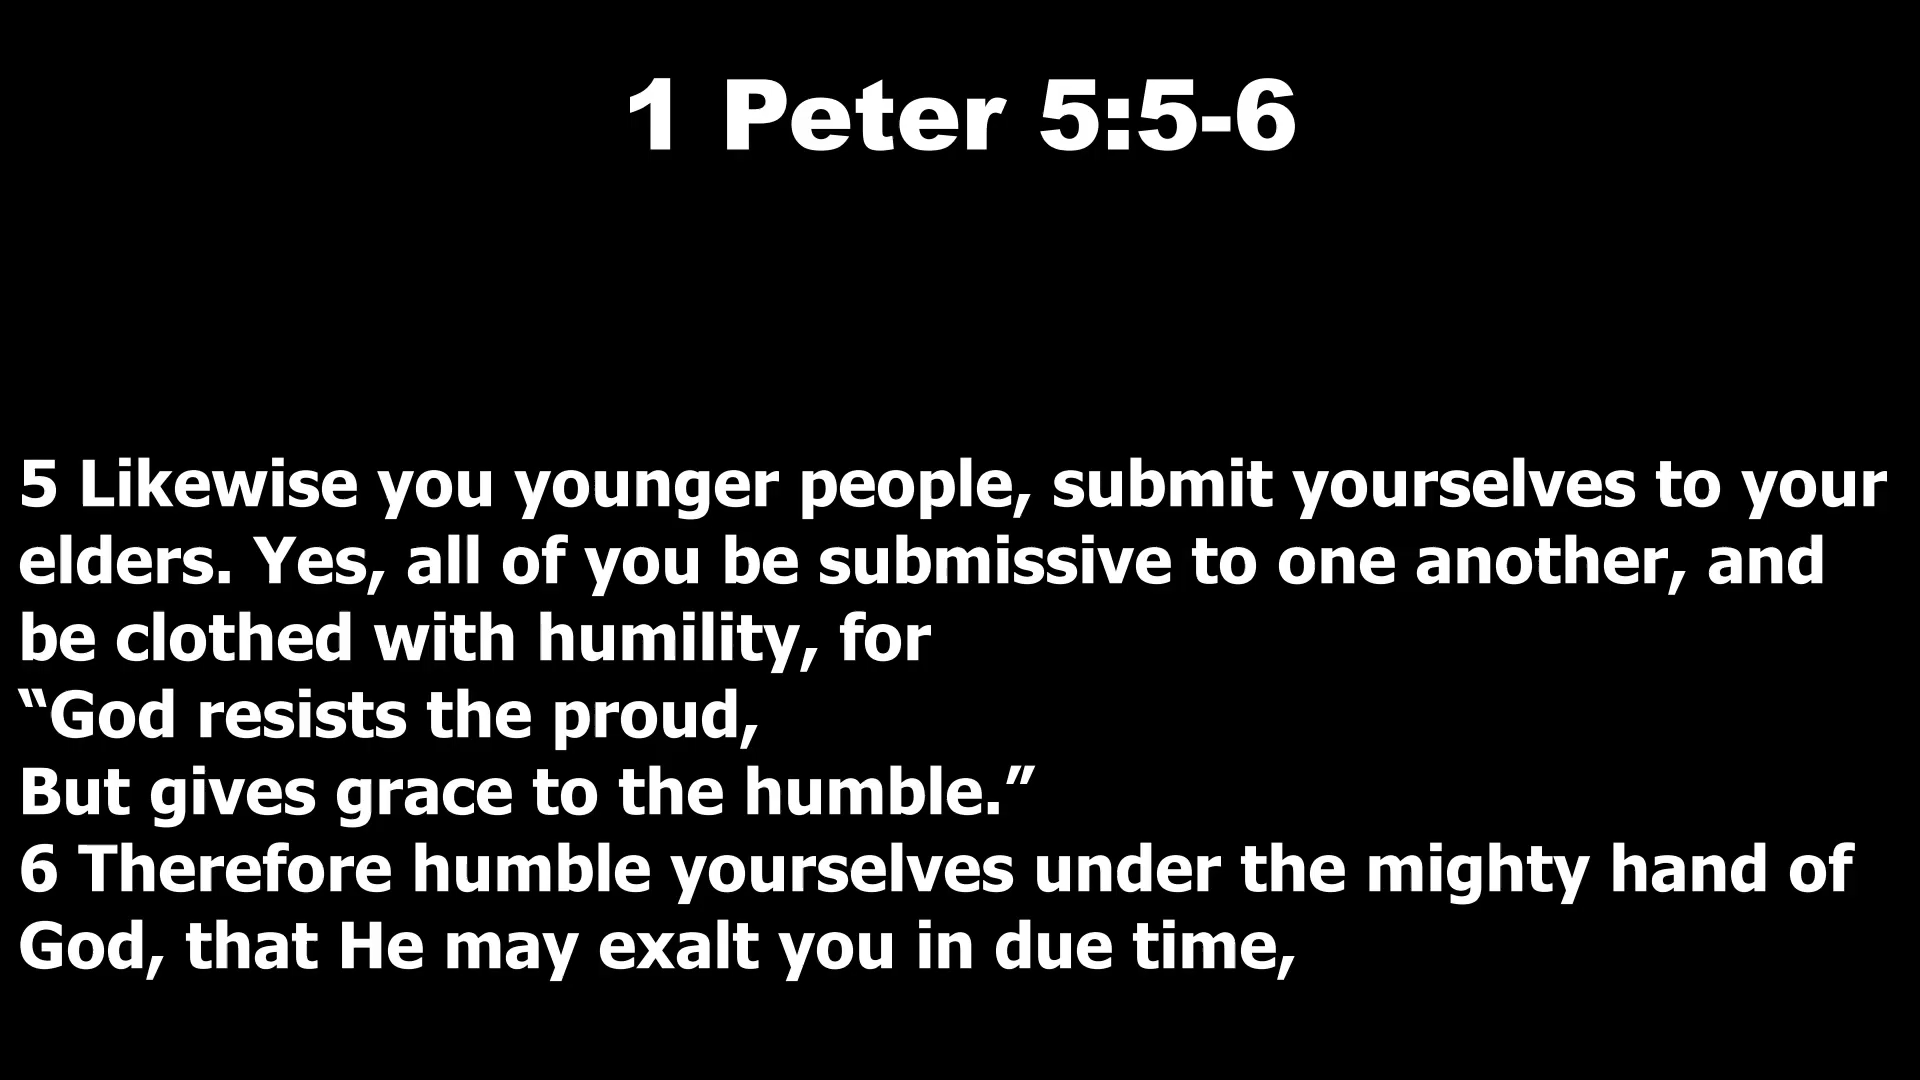 1 Peter 5:5-6
5 Likewise you younger people, submit yourselves to your
elders. Yes, all of you be submissive to one another, and
be clothed with humility, for
“God resists the proud,
But gives grace to the humble.”
6 Therefore humble yourselves under the mighty hand of
God, that He may exalt you in due time,